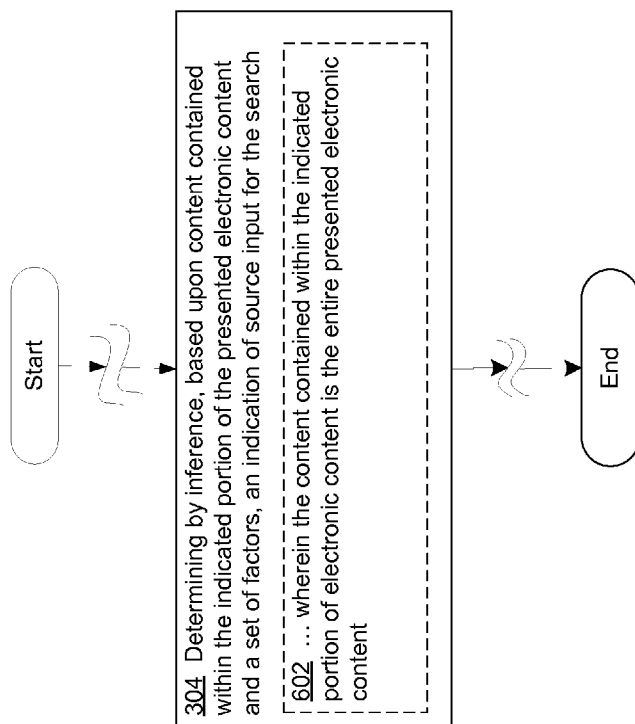 Start
304 Determining by inference, based upon content contained
within the indicated portion of the presented electronic content
and a set of factors, an indication of source input for the search
602 … wherein the content contained within the indicated
portion of electronic content is the entire presented electronic
content
End